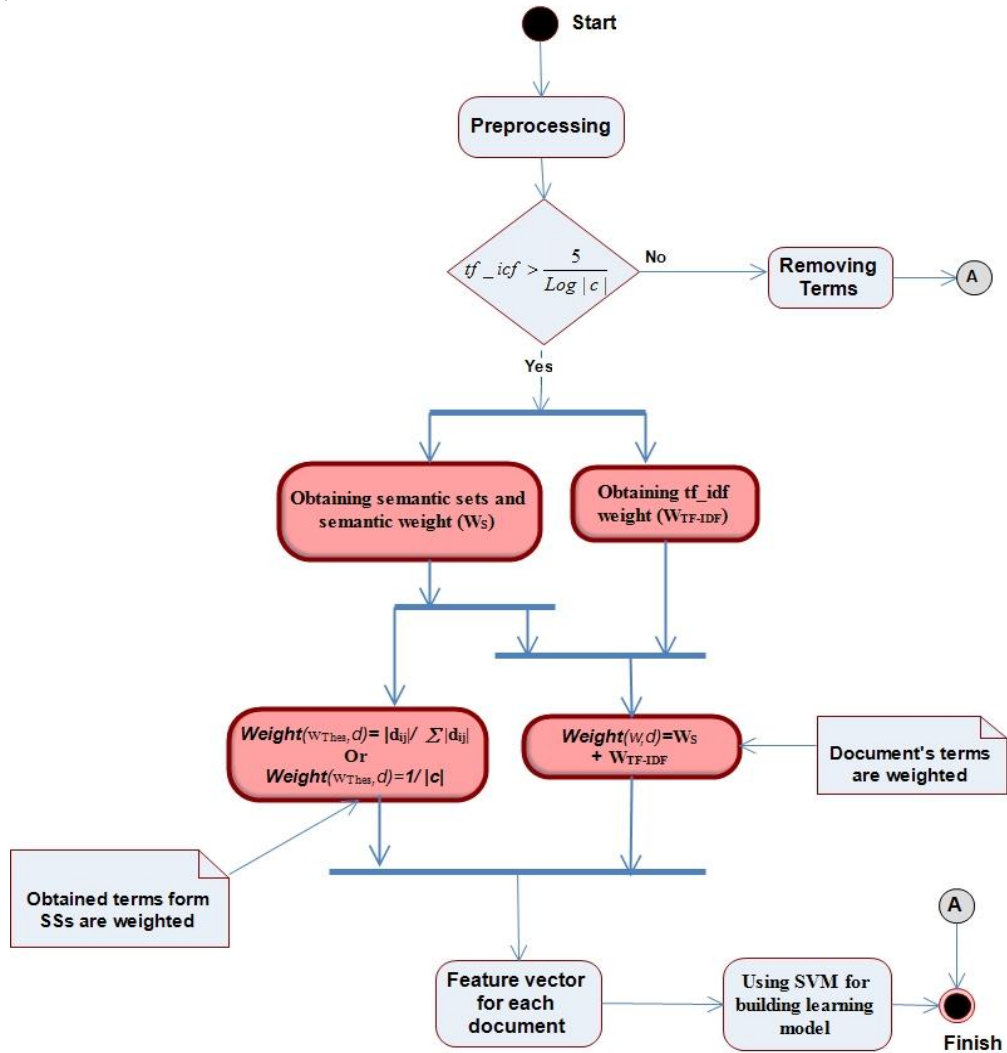 Start
Preprocessing
tf_icf > 5 / Log | c |
No
Removing
Terms
A
Yes
Obtaining semantic sets and
semantic weight (WS)
Obtaining tf_idf
weight (WTF-IDF)
Weight(wThes,d)= |dij|/ ∑|dij|
Or
Weight(wThes,d)=1/ |c|
Weight(w,d)=WS
+ WTF-IDF
Document's terms
are weighted
Obtained terms form
SSs are weighted
A
Feature vector
for each
document
Using SVM for
building learning
model
Finish